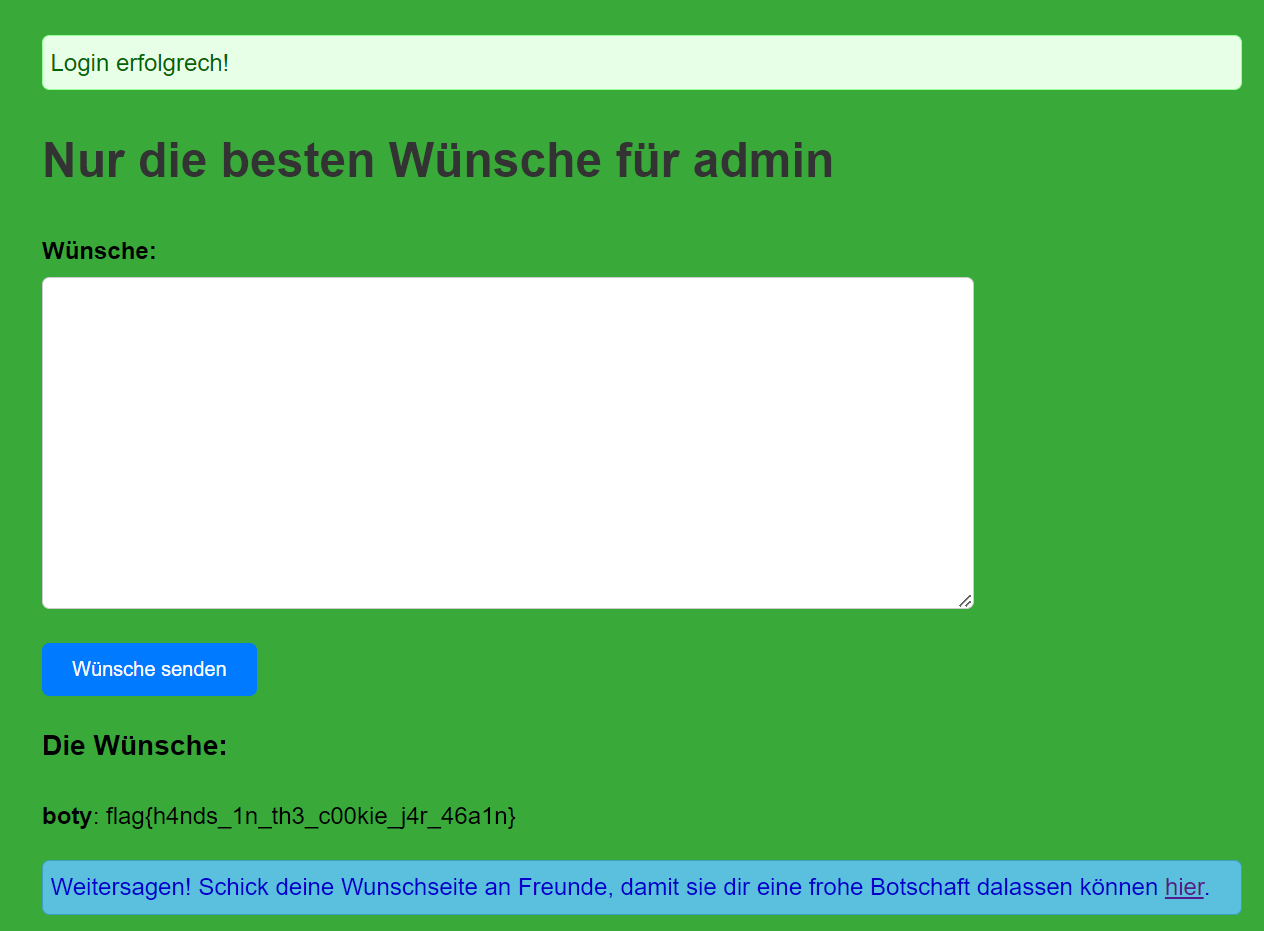 Login erfolgrech!
Nur die besten Wünsche für admin
Wünsche:
Wünsche senden
Die Wünsche:
boty: flag{h4nds_1n_th3_c00kie_j4r_46a1n}
Weitersagen! Schick deine Wunschseite an Freunde, damit sie dir eine frohe Botschaft dalassen können hier.